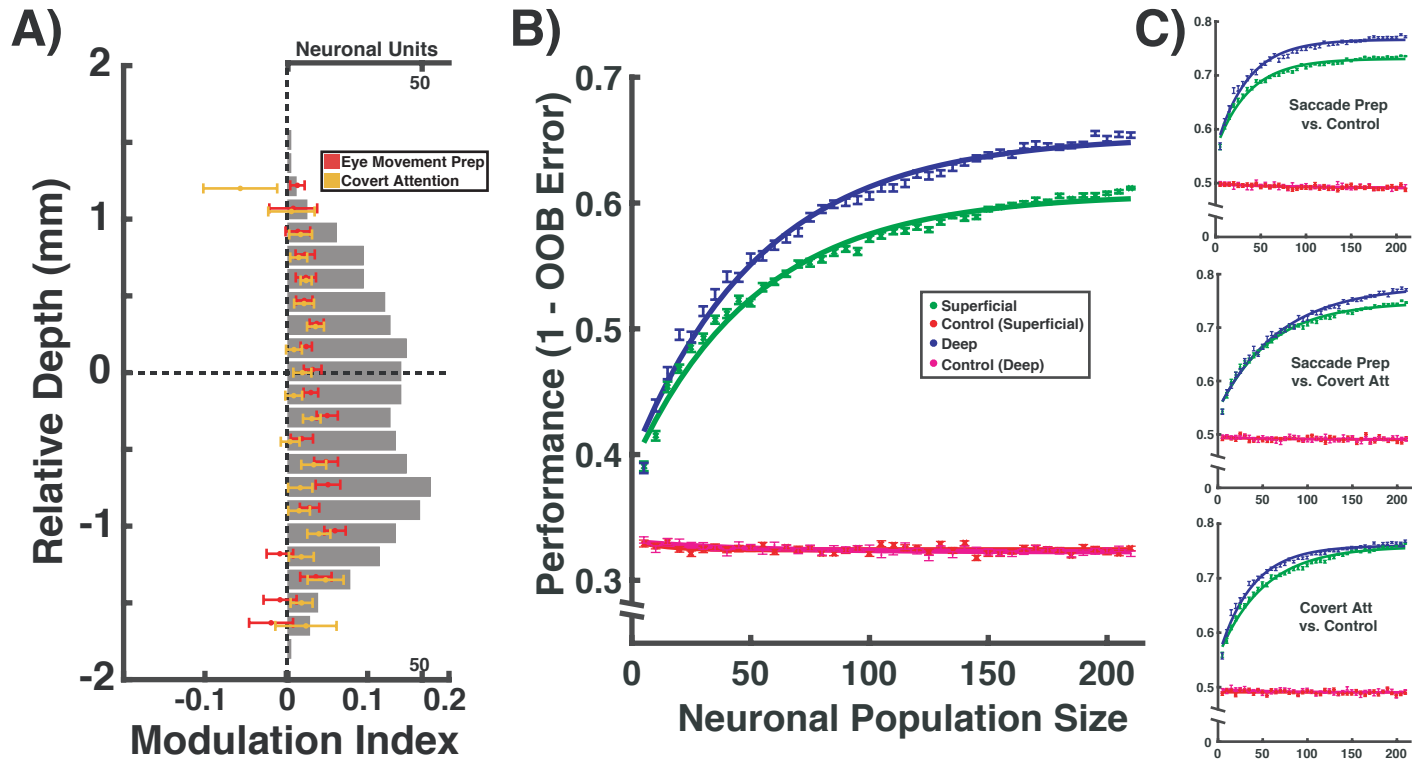 A)
Neuronal Units
50
2
1
0
-1
-2
Relative Depth (mm)
Eye Movement Prep
Covert Attention
50
-0.1
0
0.1
0.2
Modulation Index
B)
0.7
0.6
0.5
0.4
0.3
Performance (1 - OOB Error)
Superficial
Control (Superficial)
Deep
Control (Deep)
0
50
100
150
200
Neuronal Population Size
C)
0.8
0.7
0.6
0.5
0
Saccade Prep
vs. Control
0
50
100
150
200
0.8
0.7
0.6
0.5
0
Saccade Prep
vs. Covert Att
0
50
100
150
200
0.8
0.7
0.6
0.5
0
Covert Att
vs. Control
0
50
100
150
200